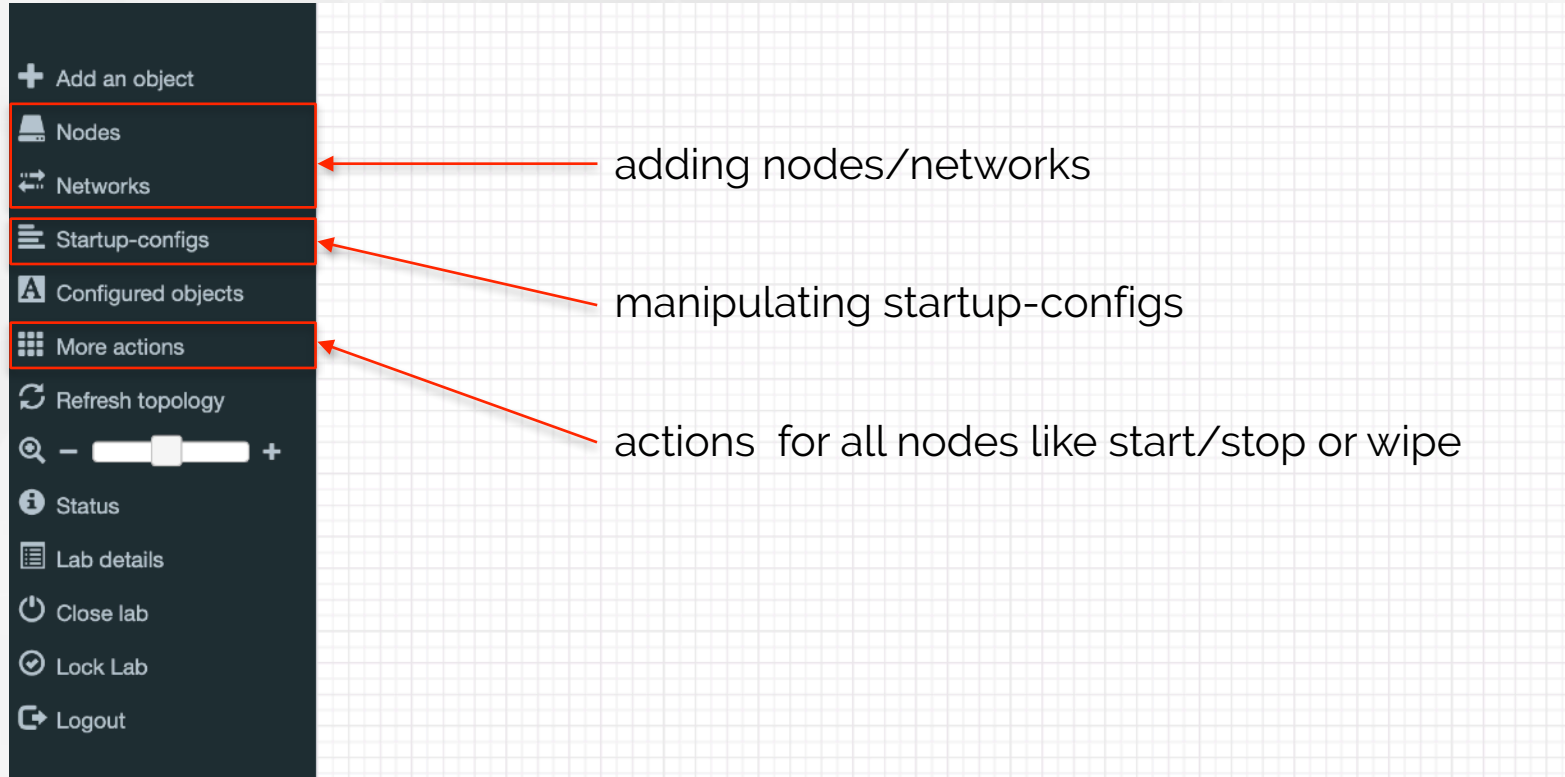 Add an object
Nodes
Networks
Startup-configs
Configured objects
More actions
Refresh topology
Status
Lab details
Close lab
Lock Lab
Logout
adding nodes/networks
manipulating startup-configs
actions  for all nodes like start/stop or wipe